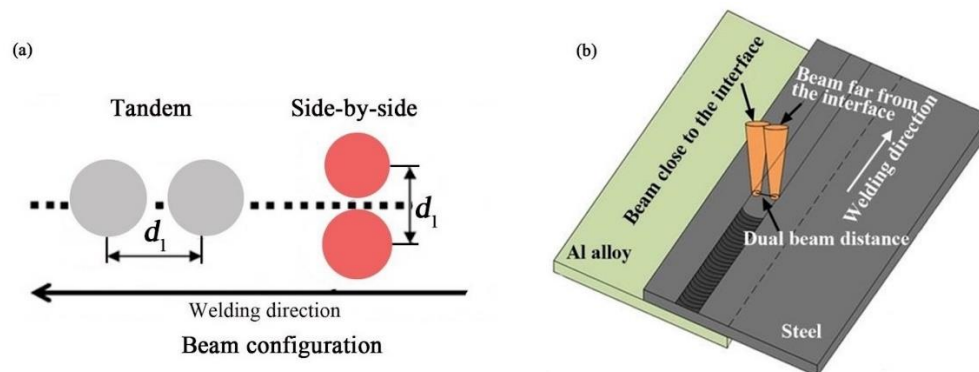 (a)
Tandem
Side-by-side
d₁
d₁
Welding direction
Beam configuration
(b)
Beam close to the interface
Beam far from
the interface
Welding direction
Dual beam distance
Al alloy
Steel